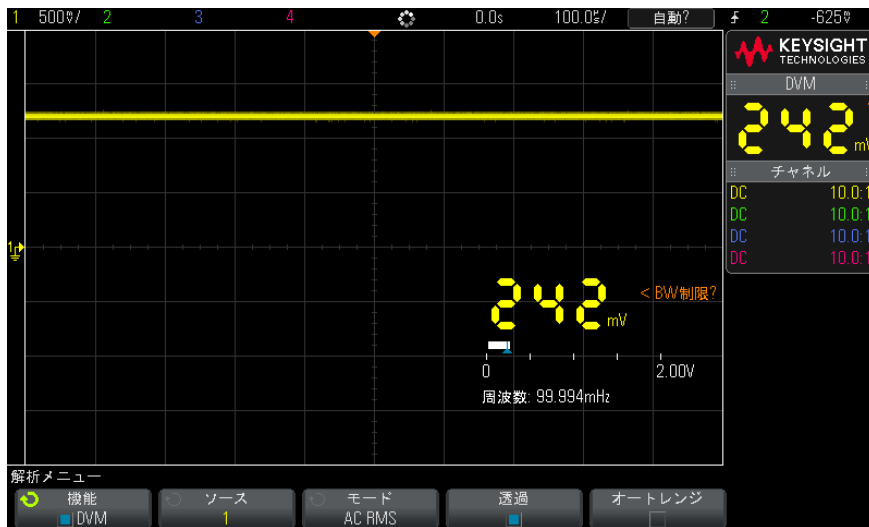 1 500㎷/ 2 3 4 0.0s 100.0㎲/ 自動? 2 -625㎷
KEYSIGHT
TECHNOLOGIES
DVM
242 mV
チャネル
DC 10.0:1
DC 10.0:1
DC 10.0:1
DC 10.0:1
1
242 mV < BW制限?
0 2.00V
周波数: 99.994mHz
解析メニュー
機能 ソース モード 透過 オートレンジ
DVM 1 AC RMS